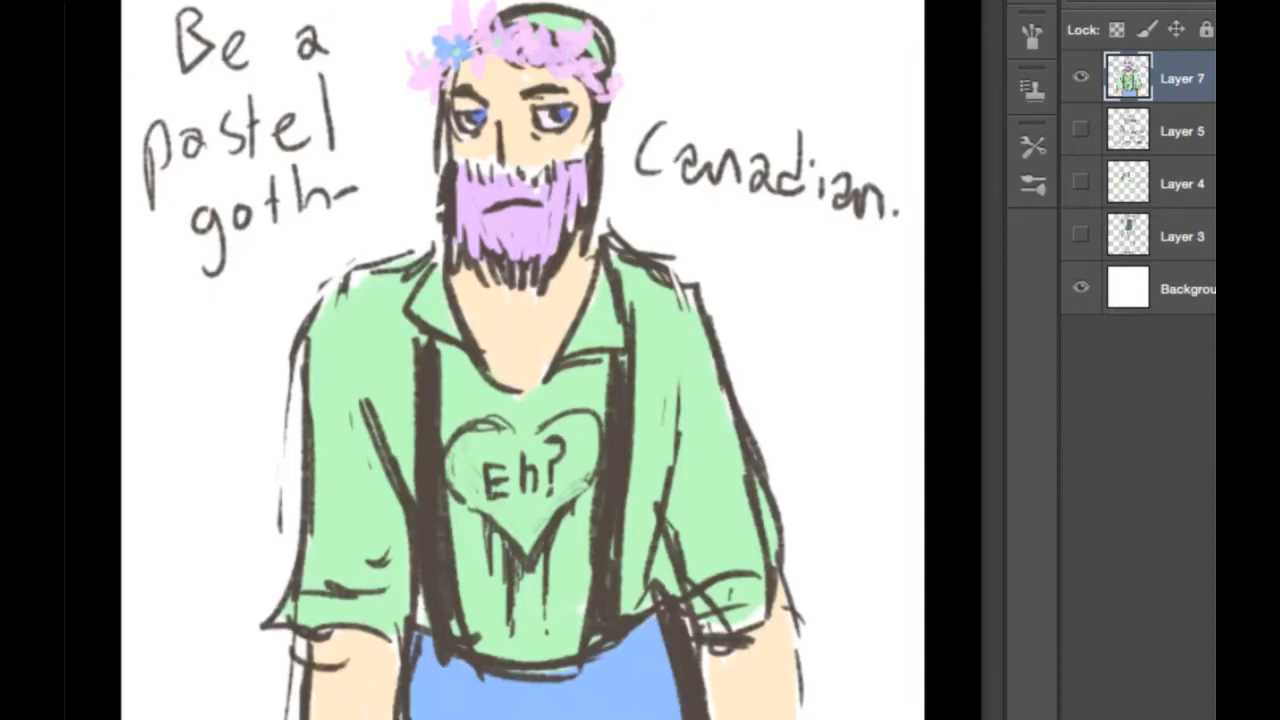 Be a
pastel
goth-
Canadian.
Eh?
Lock:
Layer 7
Layer 5
Layer 4
Layer 3
Backgrou